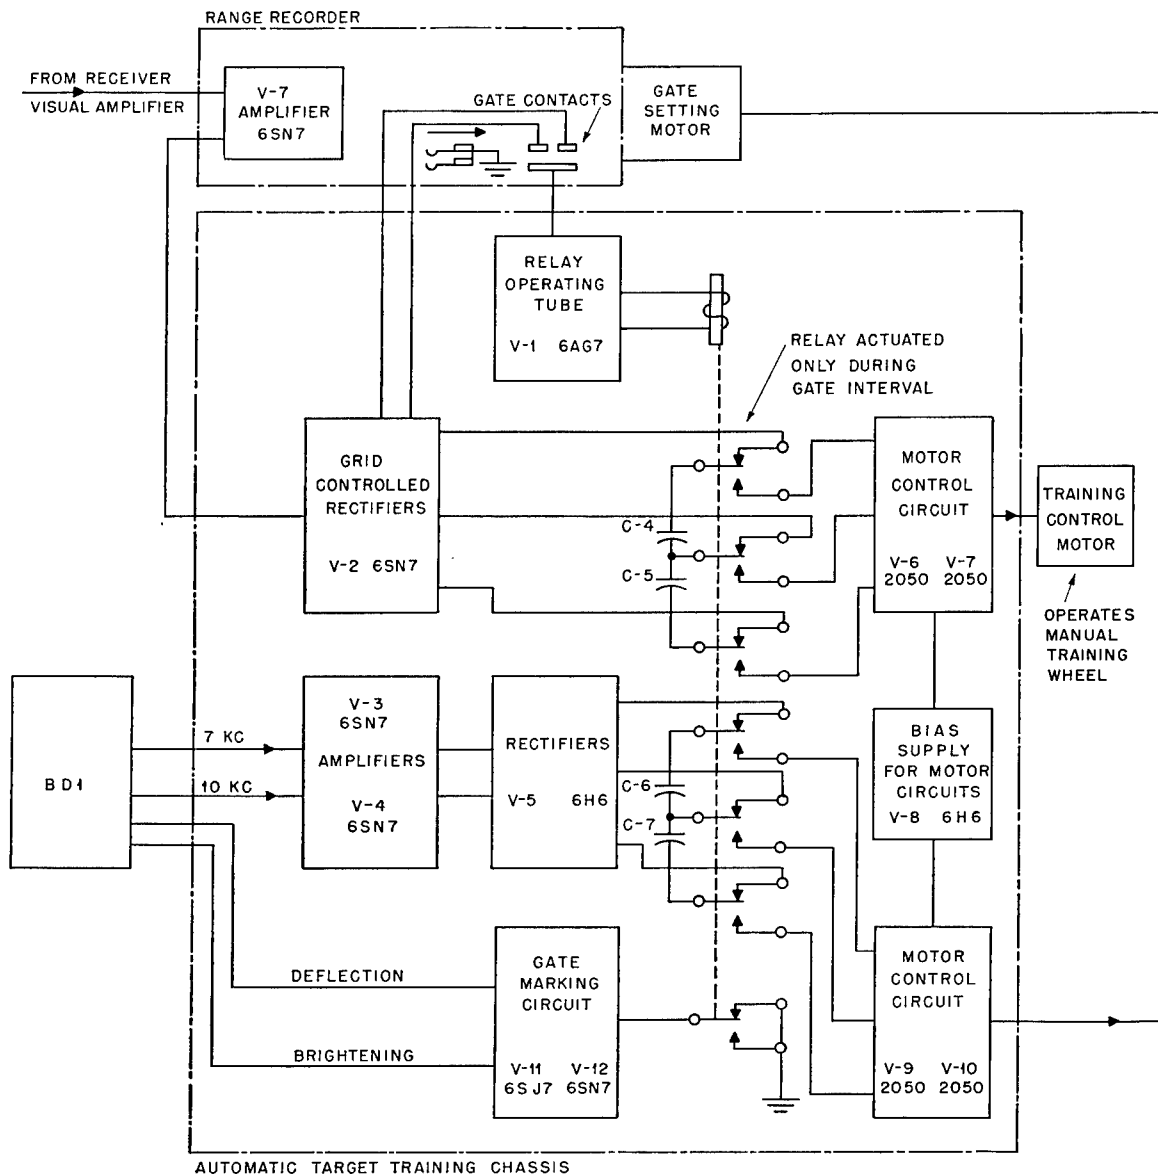 RANGE RECORDER
FROM RECEIVER
VISUAL AMPLIFIER
V-7
AMPLIFIER
6SN7
GATE CONTACTS
GATE
SETTING
MOTOR
RELAY
OPERATING
TUBE
V-1 6AG7
RELAY ACTUATED
ONLY DURING
GATE INTERVAL
GRID
CONTROLLED
RECTIFIERS
V-2 6SN7
C-4
C-5
MOTOR
CONTROL
CIRCUIT
V-6 V-7
2050 2050
TRAINING
CONTROL
MOTOR
OPERATES
MANUAL
TRAINING
WHEEL
BD1
7 KC
10 KC
V-3
6SN7
AMPLIFIERS
V-4
6SN7
RECTIFIERS
V-5 6H6
C-6
C-7
BIAS
SUPPLY
FOR MOTOR
CIRCUITS
V-8 6H6
DEFLECTION
BRIGHTENING
GATE
MARKING
CIRCUIT
V-11 V-12
6SJ7 6SN7
MOTOR
CONTROL
CIRCUIT
V-9 V-10
2050 2050
AUTOMATIC TARGET TRAINING CHASSIS